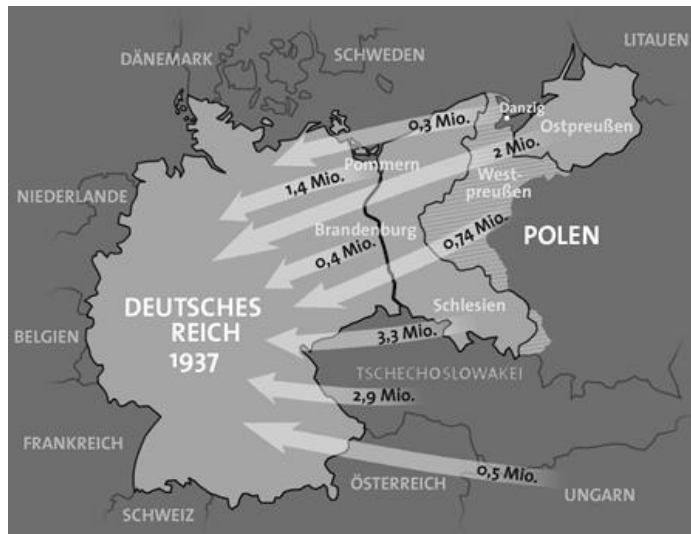 SCHWEDEN
LITAUEN
DÄNEMARK
Danzig
0,3 Mio.
Ostpreußen
2 Mio.
Pommern
West-
preußen
1,4 Mio.
NIEDERLANDE
Brandenburg
0,74 Mio.
POLEN
0,4 Mio.
DEUTSCHES
REICH
1937
Schlesien
BELGIEN
3,3 Mio.
TSCHECHOSLOWAKEI
2,9 Mio.
FRANKREICH
0,5 Mio.
ÖSTERREICH
UNGARN
SCHWEIZ